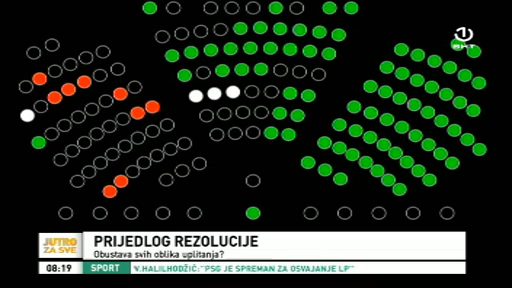 1
BHT
JUTRO
ZA SVE
PRIJEDLOG REZOLUCIJE
Obustava svih oblika uplitanja?
08:19 SPORT V.HALILHODŽIĆ:"PSG JE SPREMAN ZA OSVAJANJE LP"